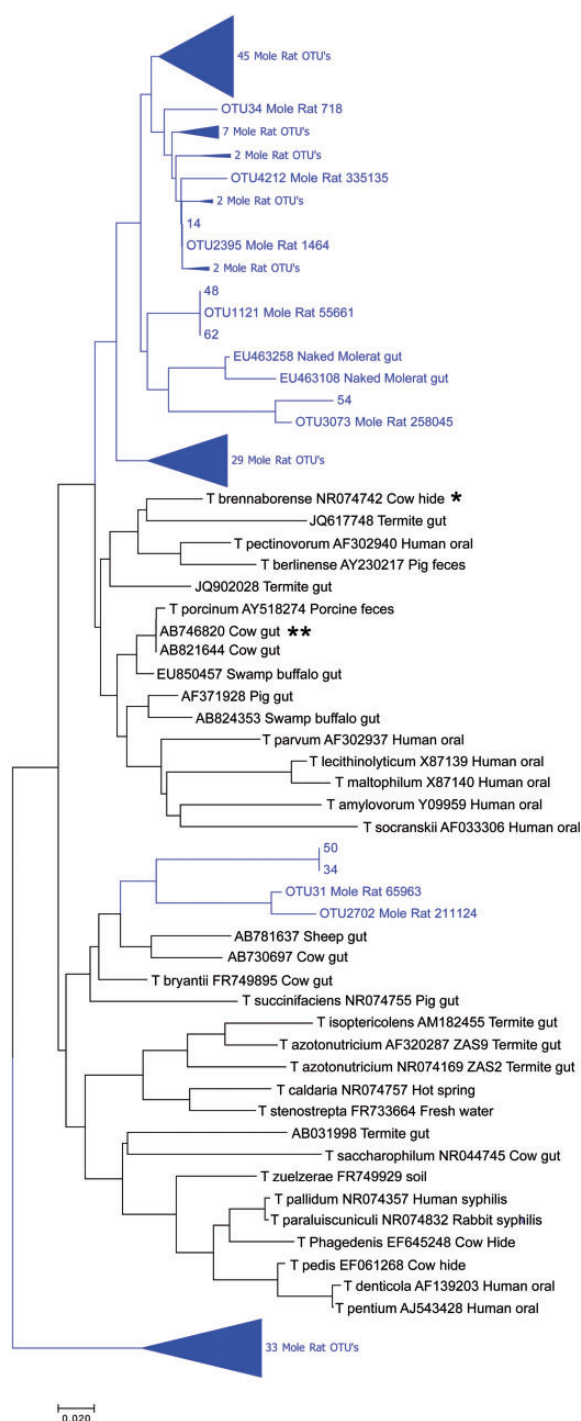 45 Mole Rat OTU's
OTU34 Mole Rat 718
7 Mole Rat OTU's
2 Mole Rat OTU's
OTU4212 Mole Rat 335135
2 Mole Rat OTU's
14
OTU2395 Mole Rat 1464
2 Mole Rat OTU's
48
OTU1121 Mole Rat 55661
62
EU463258 Naked Molerat gut
EU463108 Naked Molerat gut
54
OTU3073 Mole Rat 258045
29 Mole Rat OTU's
T brennaborense NR074742 Cow hide *
JQ617748 Termite gut
T pectinovorum AF302940 Human oral
T berlinense AY230217 Pig feces
JQ902028 Termite gut
T porcinum AY518274 Porcine feces
AB746820 Cow gut **
AB821644 Cow gut
EU850457 Swamp buffalo gut
AF371928 Pig gut
AB824353 Swamp buffalo gut
T parvum AF302937 Human oral
T lecithinolyticum X87139 Human oral
T maltophilum X87140 Human oral
T amylovorum Y09959 Human oral
T socranskii AF033306 Human oral
50
34
OTU31 Mole Rat 65963
OTU2702 Mole Rat 211124
AB781637 Sheep gut
AB730697 Cow gut
T bryantii FR749895 Cow gut
T succinifaciens NR074755 Pig gut
T isoptericolens AM182455 Termite gut
T azotonutricium AF320287 ZAS9 Termite gut
T azotonutricium NR074169 ZAS2 Termite gut
T caldaria NR074757 Hot spring
T stenostrepta FR733664 Fresh water
AB031998 Termite gut
T saccharophilum NR044745 Cow gut
T zuelzerae FR749929 soil
T pallidum NR074357 Human syphilis
T paraluiscuniculi NR074832 Rabbit syphilis
T Phagedenis EF645248 Cow Hide
T pedis EF061268 Cow hide
T denticola AF139203 Human oral
T pentium AJ543428 Human oral
33 Mole Rat OTU's
0.020